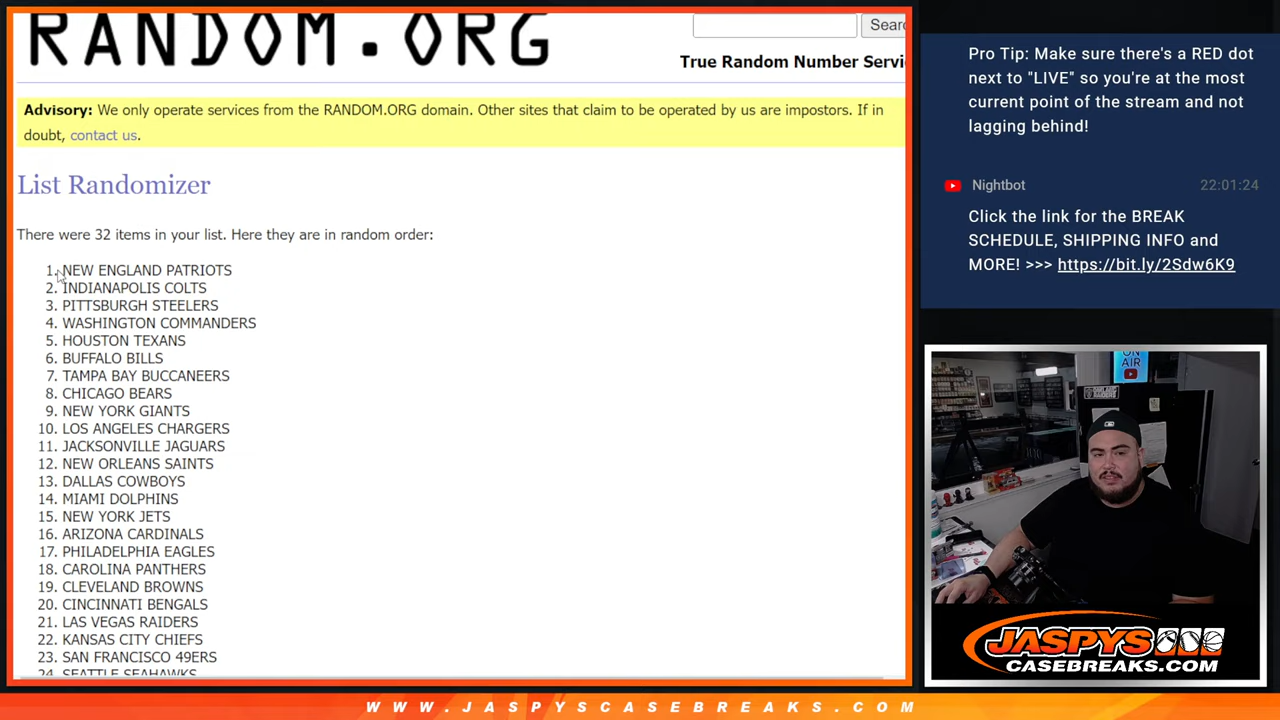 RANDOM.ORG
Sear
True Random Number Servi
Advisory: We only operate services from the RANDOM.ORG domain. Other sites that claim to be operated by us are impostors. If in
doubt, contact us.
List Randomizer
There were 32 items in your list. Here they are in random order:
1. NEW ENGLAND PATRIOTS
2. INDIANAPOLIS COLTS
3. PITTSBURGH STEELERS
4. WASHINGTON COMMANDERS
5. HOUSTON TEXANS
6. BUFFALO BILLS
7. TAMPA BAY BUCCANEERS
8. CHICAGO BEARS
9. NEW YORK GIANTS
10. LOS ANGELES CHARGERS
11. JACKSONVILLE JAGUARS
12. NEW ORLEANS SAINTS
13. DALLAS COWBOYS
14. MIAMI DOLPHINS
15. NEW YORK JETS
16. ARIZONA CARDINALS
17. PHILADELPHIA EAGLES
18. CAROLINA PANTHERS
19. CLEVELAND BROWNS
20. CINCINNATI BENGALS
21. LAS VEGAS RAIDERS
22. KANSAS CITY CHIEFS
23. SAN FRANCISCO 49ERS
24. SEATTLE SEAHAWKS
Pro Tip: Make sure there's a RED dot
next to "LIVE" so you're at the most
current point of the stream and not
lagging behind!
Nightbot 22:01:24
Click the link for the BREAK
SCHEDULE, SHIPPING INFO and
MORE! >>> https://bit.ly/2Sdw6K9
ON
AIR
JASPYS
CASEBREAKS.COM
WWW.JASPYSCASEBREAKS.COM